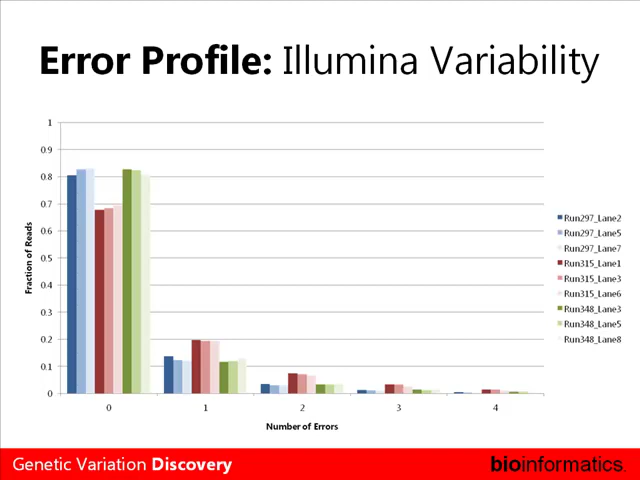 Error Profile: Illumina Variability
1
0.9
0.8
0.7
0.6
0.5
0.4
0.3
0.2
0.1
0
Fraction of Reads
0 1 2 3 4
Number of Errors
Run297_Lane2
Run297_Lane5
Run297_Lane7
Run315_Lane1
Run315_Lane3
Run315_Lane6
Run348_Lane3
Run348_Lane5
Run348_Lane8
Genetic Variation Discovery
bioinformatics.